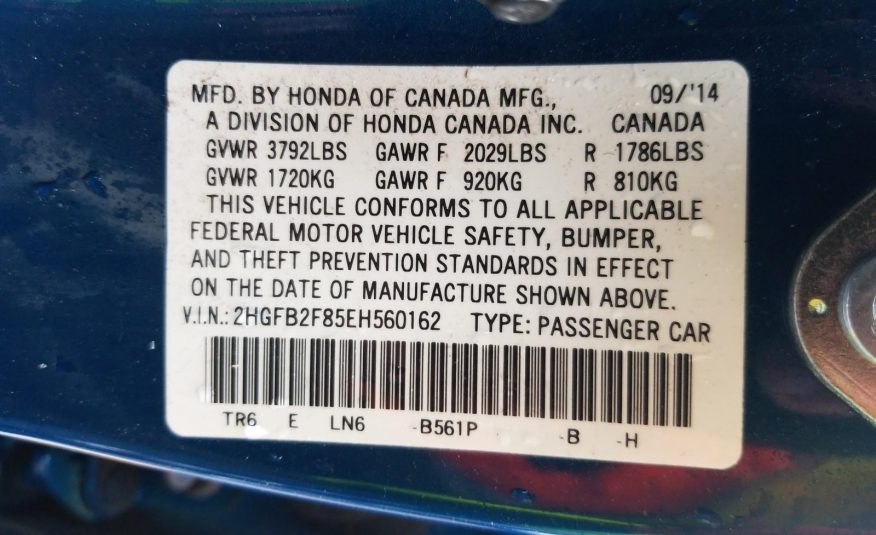 MFD. BY HONDA OF CANADA MFG., 09/'14
A DIVISION OF HONDA CANADA INC. CANADA
GVWR 3792LBS GAWR F 2029LBS R 1786LBS
GVWR 1720KG GAWR F 920KG R 810KG
THIS VEHICLE CONFORMS TO ALL APPLICABLE
FEDERAL MOTOR VEHICLE SAFETY, BUMPER,
AND THEFT PREVENTION STANDARDS IN EFFECT
ON THE DATE OF MANUFACTURE SHOWN ABOVE.
V.I.N.: 2HGFB2F85EH560162 TYPE: PASSENGER CAR
TR6 E LN6 -B561P -B -H